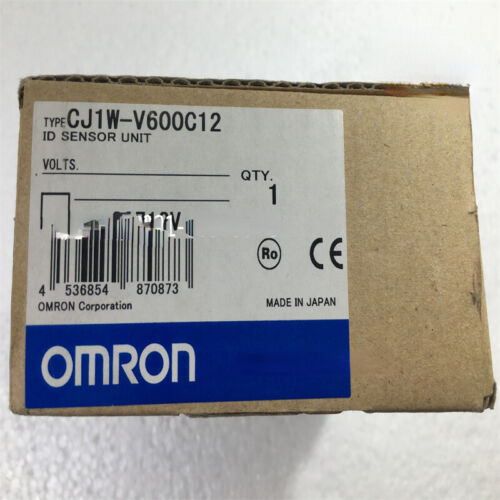 TYPE CJ1W-V600C12
ID SENSOR UNIT
VOLTS.
QTY.
1
Ro CE
4 536854 870873
OMRON Corporation
MADE IN JAPAN
OMRON